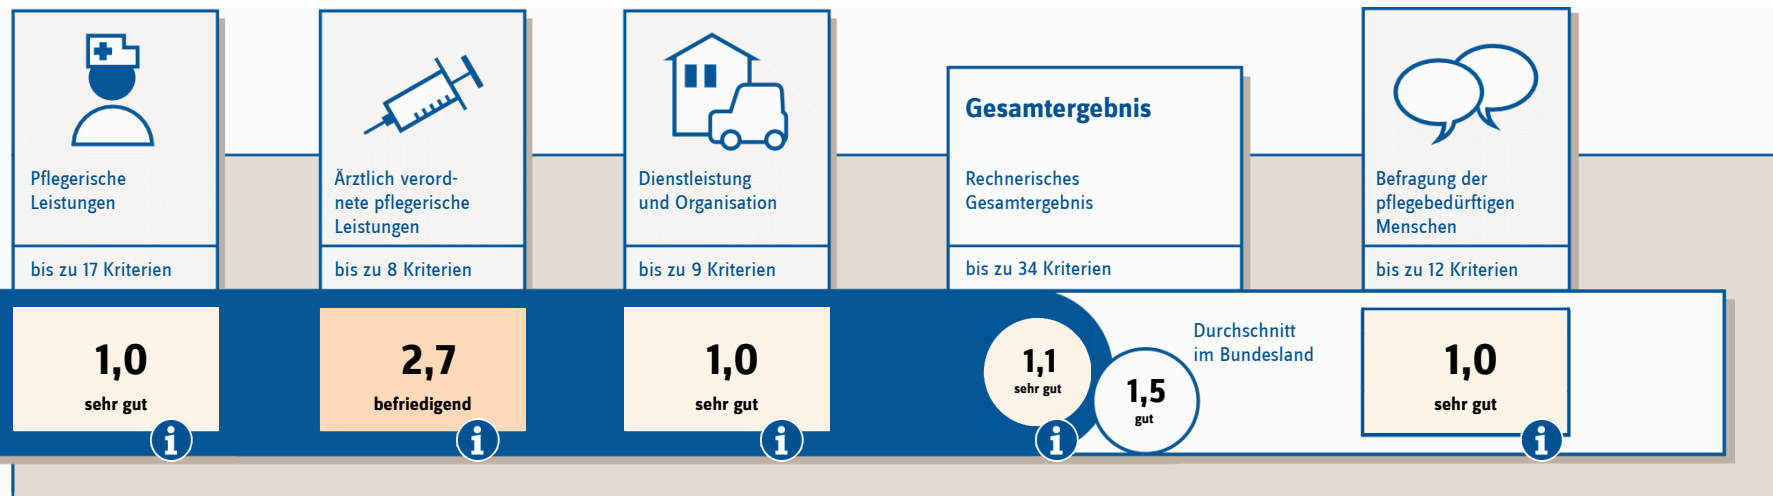 Pflegerische
Leistungen
bis zu 17 Kriterien
1,0
sehr gut
i
Ärztlich verord-
nete pflegerische
Leistungen
bis zu 8 Kriterien
2,7
befriedigend
i
Dienstleistung
und Organisation
bis zu 9 Kriterien
1,0
sehr gut
i
Gesamtergebnis
Rechnerisches
Gesamtergebnis
bis zu 34 Kriterien
1,1
sehr gut
i
1,5
gut
Durchschnitt
im Bundesland
Befragung der
pflegebedürftigen
Menschen
bis zu 12 Kriterien
1,0
sehr gut
i